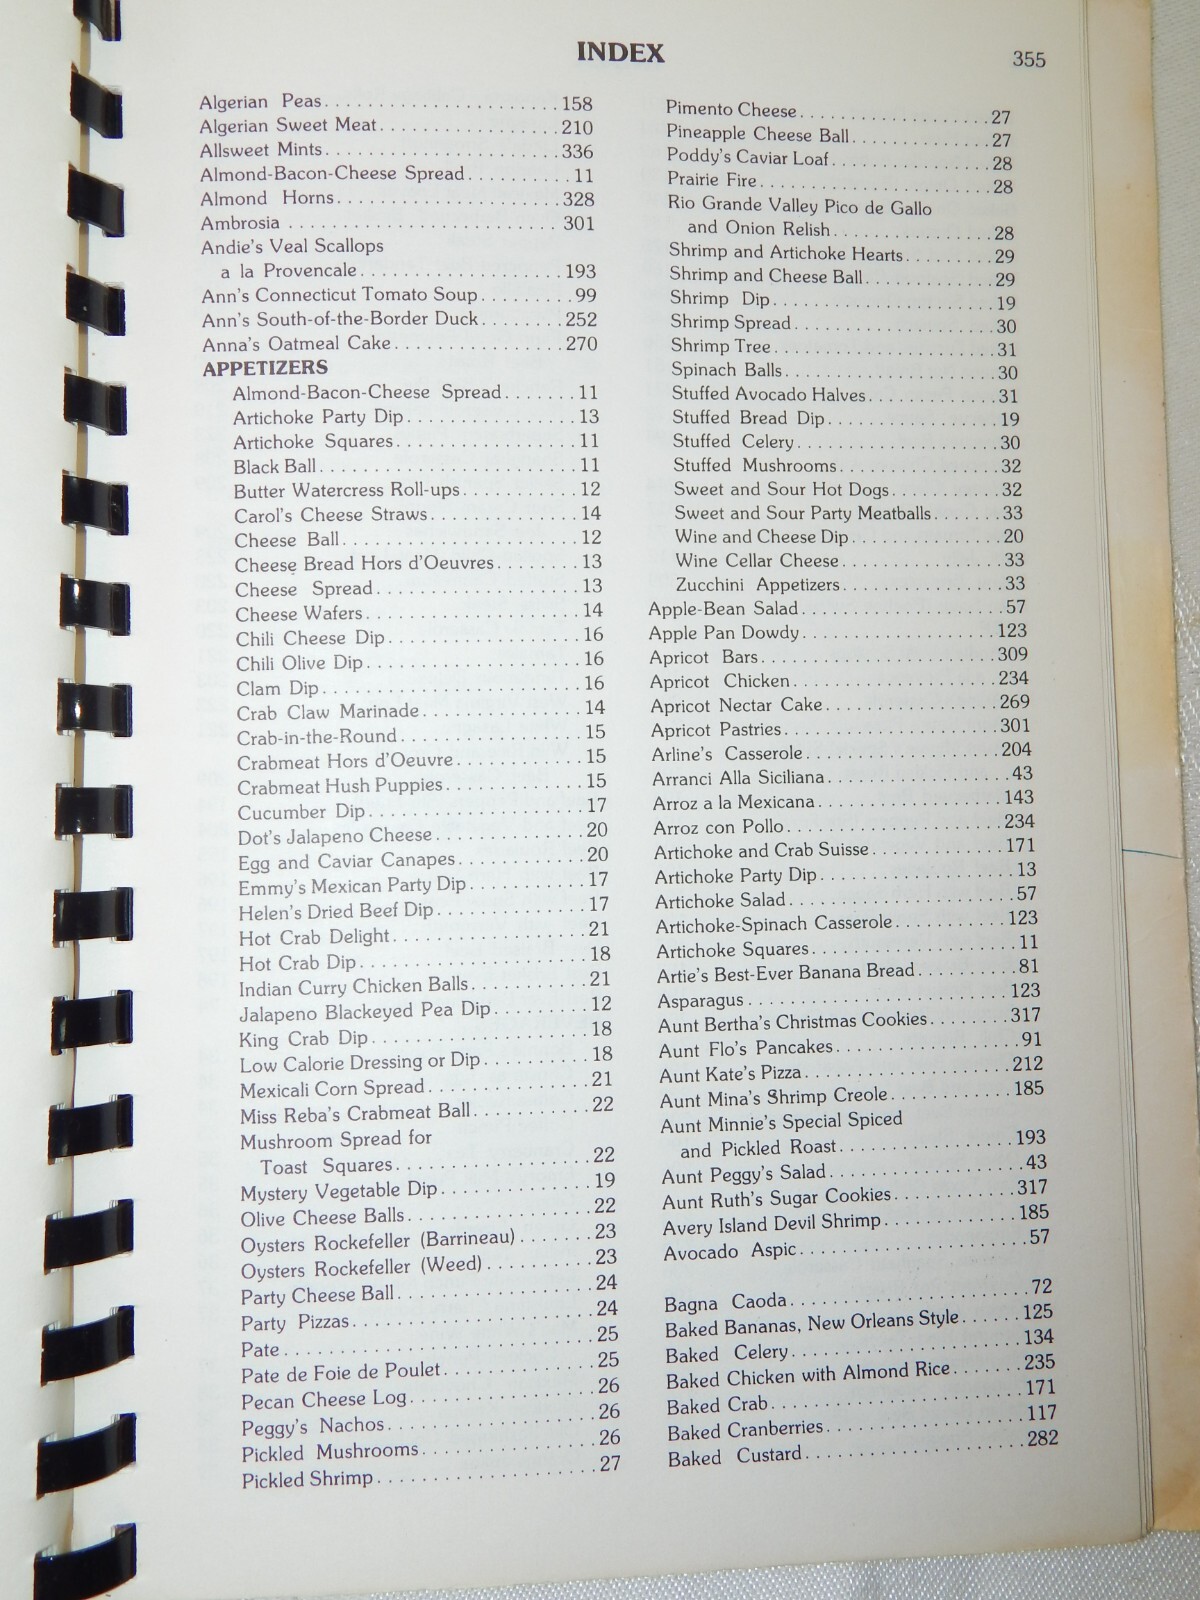 INDEX
355
Algerian Peas. . . . . . . . . . . . . . . . . . . . . . 158
Algerian Sweet Meat. . . . . . . . . . . . . . . . . 210
Allsweet Mints. . . . . . . . . . . . . . . . . . . . . . 336
Almond-Bacon-Cheese Spread. . . . . . . . . . 11
Almond Horns. . . . . . . . . . . . . . . . . . . . . 328
Ambrosia . . . . . . . . . . . . . . . . . . . . . . . . 301
Andie's Veal Scallops
a la Provencale. . . . . . . . . . . . . . . . . . . 193
Ann's Connecticut Tomato Soup. . . . . . . . . 99
Ann's South-of-the-Border Duck. . . . . . . . 252
Anna's Oatmeal Cake. . . . . . . . . . . . . . . . 270
APPETIZERS
Almond-Bacon-Cheese Spread. . . . . . . 11
Artichoke Party Dip. . . . . . . . . . . . . . . . . 13
Artichoke Squares. . . . . . . . . . . . . . . . . . 11
Black Ball. . . . . . . . . . . . . . . . . . . . . . . . . 11
Butter Watercress Roll-ups. . . . . . . . . . . 12
Carol's Cheese Straws. . . . . . . . . . . . . . 14
Cheese Ball. . . . . . . . . . . . . . . . . . . . . . . 12
Cheese Bread Hors d'Oeuvres. . . . . . . . 13
Cheese Spread. . . . . . . . . . . . . . . . . . . . 13
Cheese Wafers. . . . . . . . . . . . . . . . . . . . 14
Chili Cheese Dip. . . . . . . . . . . . . . . . . . . 16
Chili Olive Dip. . . . . . . . . . . . . . . . . . . . . 16
Clam Dip. . . . . . . . . . . . . . . . . . . . . . . . . 16
Crab Claw Marinade. . . . . . . . . . . . . . . . 14
Crab-in-the-Round. . . . . . . . . . . . . . . . . 15
Crabmeat Hors d'Oeuvre. . . . . . . . . . . . 15
Crabmeat Hush Puppies. . . . . . . . . . . . . 15
Cucumber Dip. . . . . . . . . . . . . . . . . . . . . 17
Dot's Jalapeno Cheese. . . . . . . . . . . . . . 20
Egg and Caviar Canapes. . . . . . . . . . . . 20
Emmy's Mexican Party Dip. . . . . . . . . . . 17
Helen's Dried Beef Dip. . . . . . . . . . . . . . 17
Hot Crab Delight. . . . . . . . . . . . . . . . . . . 21
Hot Crab Dip. . . . . . . . . . . . . . . . . . . . . . 18
Indian Curry Chicken Balls. . . . . . . . . . . 21
Jalapeno Blackeyed Pea Dip. . . . . . . . . 12
King Crab Dip. . . . . . . . . . . . . . . . . . . . . 18
Low Calorie Dressing or Dip. . . . . . . . . . 18
Mexicali Corn Spread. . . . . . . . . . . . . . . 21
Miss Reba's Crabmeat Ball. . . . . . . . . . . 22
Mushroom Spread for
Toast Squares. . . . . . . . . . . . . . . . . . . 22
Mystery Vegetable Dip. . . . . . . . . . . . . . 19
Olive Cheese Balls. . . . . . . . . . . . . . . . . 22
Oysters Rockefeller (Barrineau). . . . . . . 23
Oysters Rockefeller (Weed). . . . . . . . . . 23
Party Cheese Ball. . . . . . . . . . . . . . . . . . 24
Party Pizzas. . . . . . . . . . . . . . . . . . . . . . . 24
Pate. . . . . . . . . . . . . . . . . . . . . . . . . . . . . 25
Pate de Foie de Poulet. . . . . . . . . . . . . . 25
Pecan Cheese Log. . . . . . . . . . . . . . . . . 26
Peggy's Nachos. . . . . . . . . . . . . . . . . . . 26
Pickled Mushrooms. . . . . . . . . . . . . . . . 26
Pickled Shrimp. . . . . . . . . . . . . . . . . . . . 27
Pimento Cheese. . . . . . . . . . . . . . . . . . . 27
Pineapple Cheese Ball. . . . . . . . . . . . . . 27
Poddy's Caviar Loaf. . . . . . . . . . . . . . . . 28
Prairie Fire. . . . . . . . . . . . . . . . . . . . . . . . 28
Rio Grande Valley Pico de Gallo
and Onion Relish. . . . . . . . . . . . . . . . 28
Shrimp and Artichoke Hearts. . . . . . . . . 29
Shrimp and Cheese Ball. . . . . . . . . . . . . 29
Shrimp Dip. . . . . . . . . . . . . . . . . . . . . . . 19
Shrimp Spread. . . . . . . . . . . . . . . . . . . . 30
Shrimp Tree. . . . . . . . . . . . . . . . . . . . . . 31
Spinach Balls. . . . . . . . . . . . . . . . . . . . . 30
Stuffed Avocado Halves. . . . . . . . . . . . . 31
Stuffed Bread Dip. . . . . . . . . . . . . . . . . . 19
Stuffed Celery. . . . . . . . . . . . . . . . . . . . . 30
Stuffed Mushrooms. . . . . . . . . . . . . . . . 32
Sweet and Sour Hot Dogs. . . . . . . . . . . 32
Sweet and Sour Party Meatballs. . . . . . . 33
Wine and Cheese Dip. . . . . . . . . . . . . . . 20
Wine Cellar Cheese. . . . . . . . . . . . . . . . 33
Zucchini Appetizers. . . . . . . . . . . . . . . . 33
Apple-Bean Salad. . . . . . . . . . . . . . . . . . . . 57
Apple Pan Dowdy. . . . . . . . . . . . . . . . . . . 123
Apricot Bars. . . . . . . . . . . . . . . . . . . . . . . 309
Apricot Chicken. . . . . . . . . . . . . . . . . . . . 234
Apricot Nectar Cake. . . . . . . . . . . . . . . . . 269
Apricot Pastries. . . . . . . . . . . . . . . . . . . . . 301
Arline's Casserole. . . . . . . . . . . . . . . . . . . 204
Arranci Alla Siciliana. . . . . . . . . . . . . . . . . . 43
Arroz a la Mexicana. . . . . . . . . . . . . . . . . . 143
Arroz con Pollo. . . . . . . . . . . . . . . . . . . . . 234
Artichoke and Crab Suisse. . . . . . . . . . . . . 171
Artichoke Party Dip. . . . . . . . . . . . . . . . . . . 13
Artichoke Salad. . . . . . . . . . . . . . . . . . . . . . 57
Artichoke-Spinach Casserole. . . . . . . . . . . 123
Artichoke Squares. . . . . . . . . . . . . . . . . . . . 11
Artie's Best-Ever Banana Bread. . . . . . . . . . 81
Asparagus. . . . . . . . . . . . . . . . . . . . . . . . . 123
Aunt Bertha's Christmas Cookies. . . . . . . . 317
Aunt Flo's Pancakes. . . . . . . . . . . . . . . . . . 91
Aunt Kate's Pizza. . . . . . . . . . . . . . . . . . . . 212
Aunt Mina's Shrimp Creole. . . . . . . . . . . . 185
Aunt Minnie's Special Spiced
and Pickled Roast. . . . . . . . . . . . . . . . . 193
Aunt Peggy's Salad. . . . . . . . . . . . . . . . . . . 43
Aunt Ruth's Sugar Cookies. . . . . . . . . . . . 317
Avery Island Devil Shrimp. . . . . . . . . . . . . 185
Avocado Aspic. . . . . . . . . . . . . . . . . . . . . . 57
Bagna Caoda. . . . . . . . . . . . . . . . . . . . . . . 72
Baked Bananas, New Orleans Style. . . . . . 125
Baked Celery. . . . . . . . . . . . . . . . . . . . . . . 134
Baked Chicken with Almond Rice. . . . . . . 235
Baked Crab. . . . . . . . . . . . . . . . . . . . . . . . 171
Baked Cranberries. . . . . . . . . . . . . . . . . . 117
Baked Custard. . . . . . . . . . . . . . . . . . . . . 282